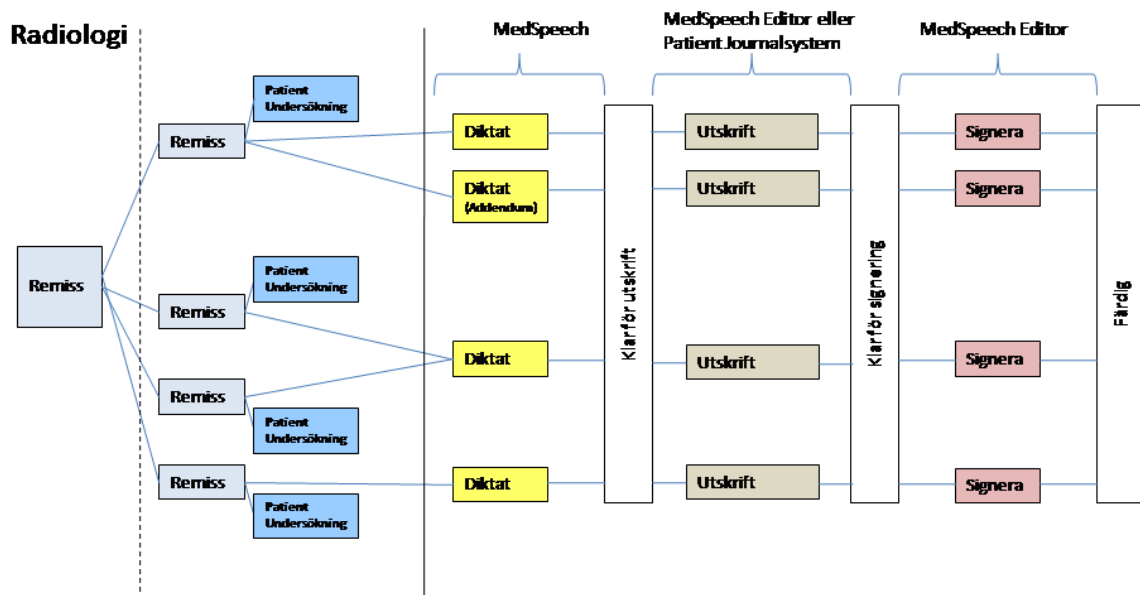 Radiologi
MedSpeech
MedSpeech Editor eller
Patient Journalsystem
MedSpeech Editor
Patient
Undersökning
Remiss
Diktat
Utskrift
Signera
Diktat
(Addendum)
Utskrift
Signera
Remiss
Patient
Undersökning
Remiss
Diktat
Utskrift
Signera
Remiss
Patient
Undersökning
Remiss
Diktat
Utskrift
Signera
Patient
Undersökning
Klar för utskrift
Klar för signering
Färdig